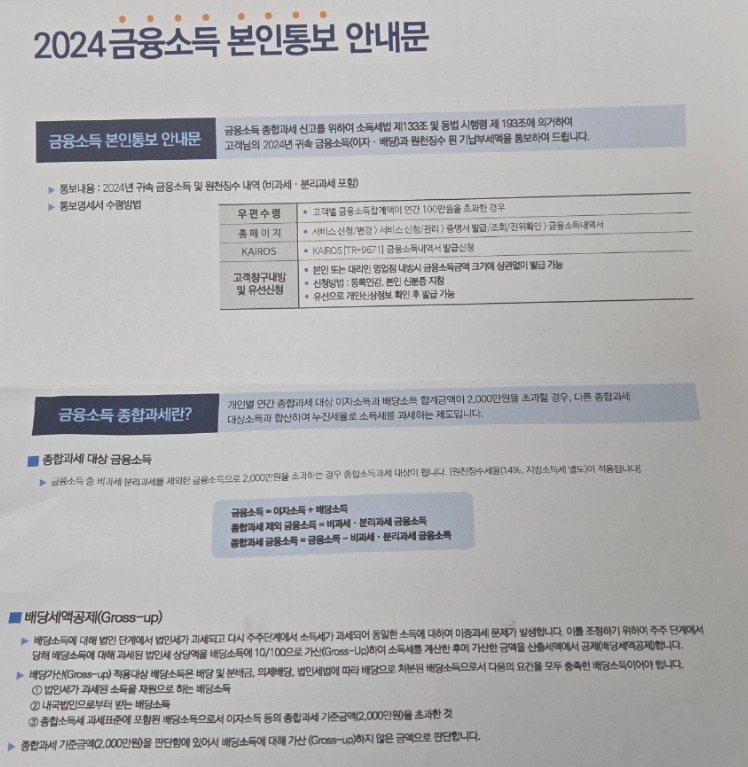 2024 금융소득 본인통보 안내문
금융소득 본인통보 안내문
금융소득 종합과세 신고를 위하여 소득세법 제133조 및 동법 시행령 제 193조에 의거하여
고객님의 2024년 귀속 금융소득(이자 · 배당)과 원천징수 된 기납부세액을 통보하여 드립니다.
▶ 통보내용 : 2024년 귀속 금융소득 및 원천징수 내역 (비과세 · 분리과세 포함)
▶ 통보명세서 수령방법
우 편 수 령
• 고객별 금융소득합계액이 연간 100만원을 초과한 경우
홈 페 이 지
• 서비스 신청/변경 > 서비스 신청/관리 > 증명서 발급/조회/진위확인 > 금융소득내역서
KAIROS
• KAIROS [TR-9671] 금융소득내역서 발급신청
고객창구내방
및 유선신청
• 본인 또는 대리인 영업점 내방시 금융소득금액 크기에 상관없이 발급 가능
• 신청방법 : 등록인감, 본인 신분증 지참
• 유선으로 개인신상정보 확인 후 발급 가능
금융소득 종합과세란?
개인별 연간 종합과세 대상 이자소득과 배당소득 합계금액이 2,000만원을 초과할 경우, 다른 종합과세
대상소득과 합산하여 누진세율로 소득세를 과세하는 제도입니다.
■ 종합과세 대상 금융소득
▶ 금융소득 중 비과세·분리과세를 제외한 금융소득으로 2,000만원을 초과하는 경우 종합소득과세 대상이 됩니다. [원천징수세율(14%, 지방소득세 별도)이 적용됩니다]
금융소득 = 이자소득 + 배당소득
종합과세 제외 금융소득 = 비과세 · 분리과세 금융소득
종합과세 금융소득 = 금융소득 - 비과세 · 분리과세 금융소득
■ 배당세액공제(Gross-up)
▶ 배당소득에 대해 법인 단계에서 법인세가 과세되고 다시 주주단계에서 소득세가 과세되어 동일한 소득에 대하여 이중과세 문제가 발생합니다. 이를 조정하기 위하여 주주 단계에서
당해 배당소득에 대해 과세된 법인세 상당액을 배당소득에 10/100으로 가산(Gross-Up)하여 소득세를 계산한 후에 가산한 금액을 산출세액에서 공제(배당세액공제)합니다.
▶ 배당가산(Gross-up) 적용대상 배당소득은 배당 및 분배금, 의제배당, 법인세법에 따라 배당으로 처분된 배당소득으로서 다음의 요건을 모두 충족한 배당소득이어야 합니다.
① 법인세가 과세된 소득을 재원으로 하는 배당소득
② 내국법인으로부터 받는 배당소득
③ 종합소득세 과세표준에 포함된 배당소득으로서 이자소득 등의 종합과세 기준금액(2,000만원)을 초과한 것
▶ 종합과세 기준금액(2,000만원)을 판단함에 있어서 배당소득에 대해 가산 (Gross-up)하지 않은 금액으로 판단합니다.